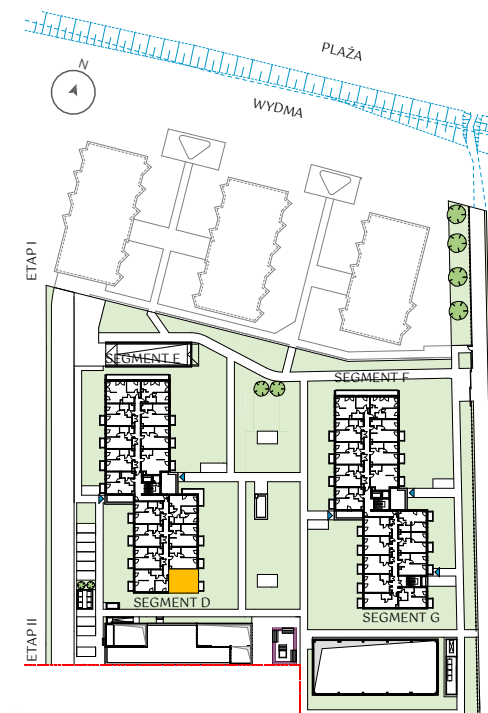 PLAŻA
N
WYDMA
ETAP I
SEGMENT E
SEGMENT F
SEGMENT D
SEGMENT G
ETAP II